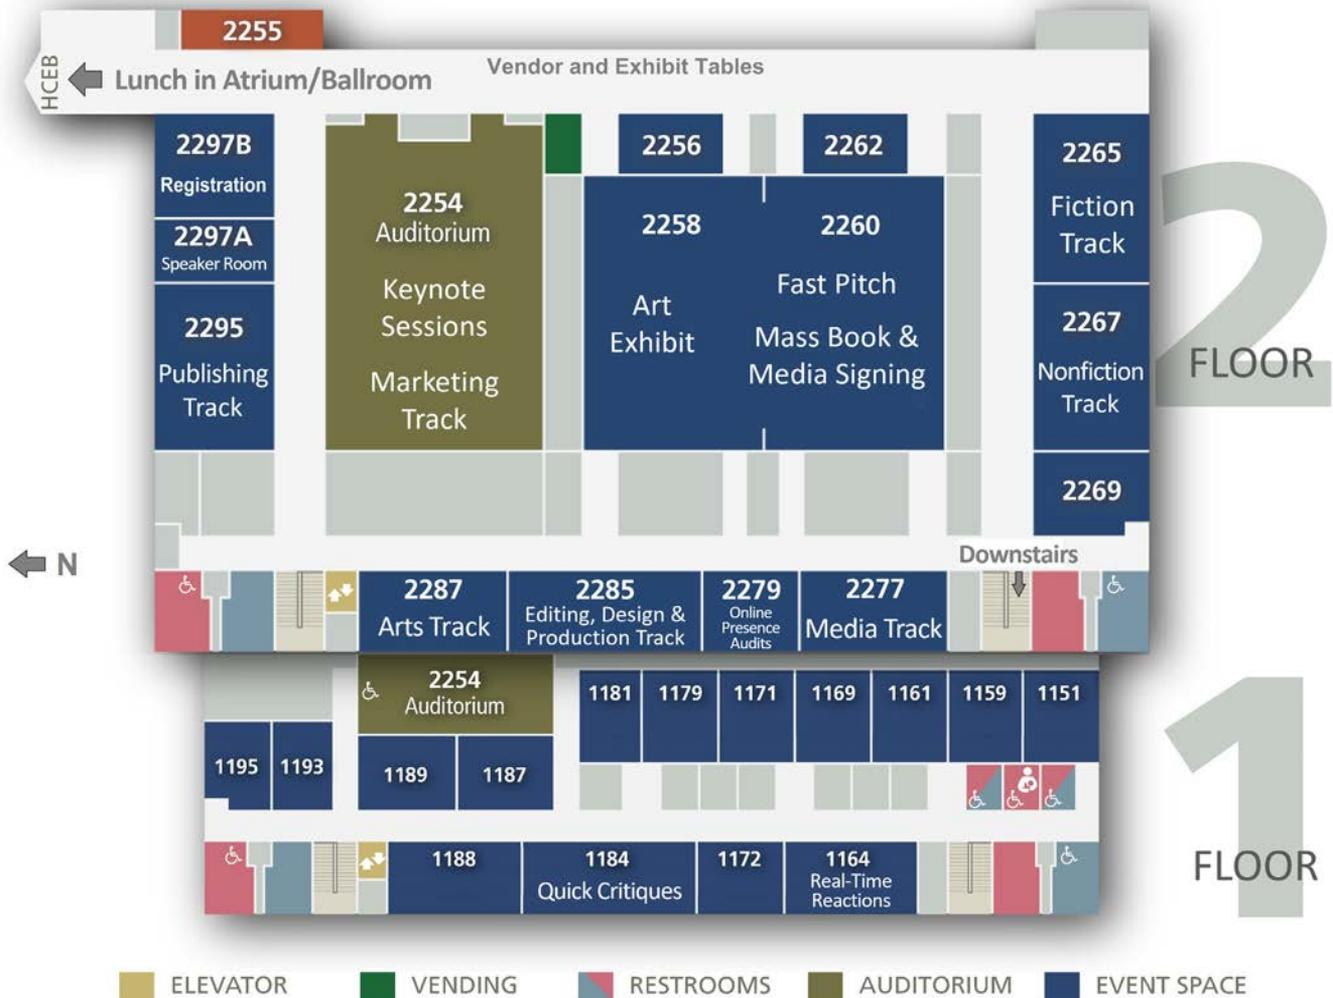 2255
HCEB
Lunch in Atrium/Ballroom
Vendor and Exhibit Tables
2297B
Registration
2297A
Speaker Room
2295
Publishing
Track
2254
Auditorium
Keynote
Sessions
Marketing
Track
2256
2262
2258
Art
Exhibit
2260
Fast Pitch
Mass Book &
Media Signing
2265
Fiction
Track
2267
Nonfiction
Track
2269
2
FLOOR
N
Downstairs
2287
Arts Track
2285
Editing, Design &
Production Track
2279
Online
Presence
Audits
2277
Media Track
2254
Auditorium
1181
1179
1171
1169
1161
1159
1151
1195
1193
1189
1187
1188
1184
Quick Critiques
1172
1164
Real-Time
Reactions
1
FLOOR
ELEVATOR
VENDING
RESTROOMS
AUDITORIUM
EVENT SPACE